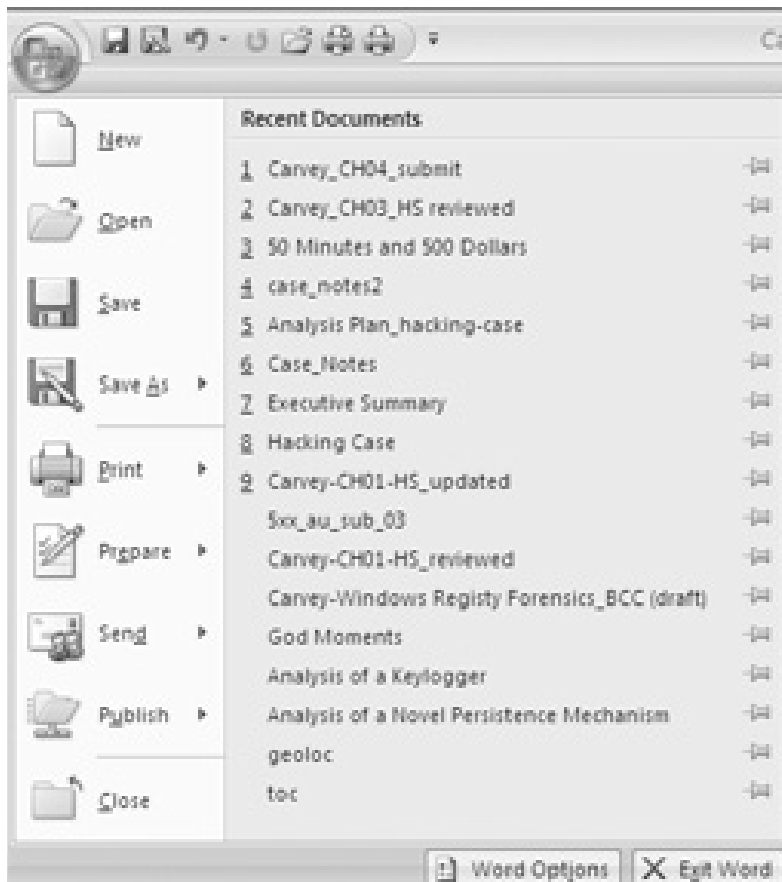 Ca
New
Open
Save
Save As
Print
Prepare
Send
Publish
Close
Recent Documents
1 Carvey_CH04_submit
2 Carvey_CH03_HS reviewed
3 50 Minutes and 500 Dollars
4 case_notes2
5 Analysis Plan_hacking-case
6 Case_Notes
7 Executive Summary
8 Hacking Case
9 Carvey-CH01-HS_updated
5xx_au_sub_03
Carvey-CH01-HS_reviewed
Carvey-Windows Registy Forensics_BCC (draft)
God Moments
Analysis of a Keylogger
Analysis of a Novel Persistence Mechanism
geoloc
toc
Word Options
Exit Word